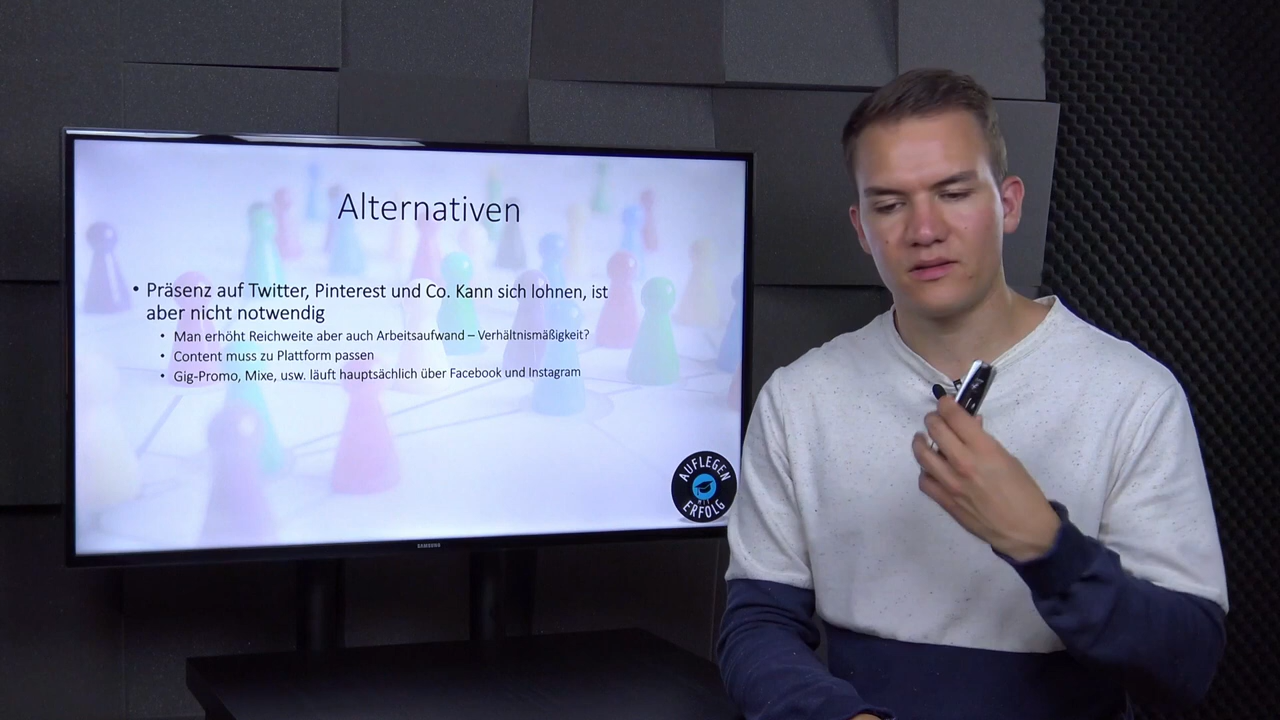 Alternativen
• Präsenz auf Twitter, Pinterest und Co. Kann sich lohnen, ist
aber nicht notwendig
• Man erhöht Reichweite aber auch Arbeitsaufwand – Verhältnismäßigkeit?
• Content muss zu Plattform passen
• Gig-Promo, Mixe, usw. läuft hauptsächlich über Facebook und Instagram
AUFLEGEN
MIT
ERFOLG
SAMSUNG